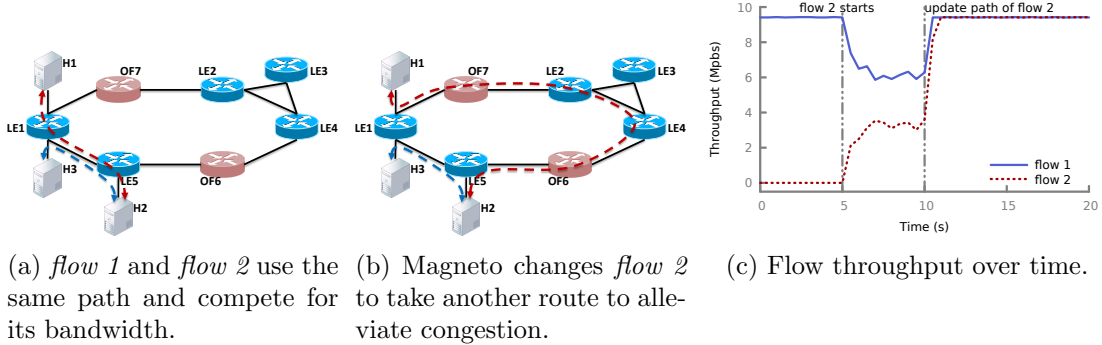 H1
OF7
LE2
LE3
LE1
LE4
H3
LE5
OF6
H2
(a) flow 1 and flow 2 use the
same path and compete for
its bandwidth.
H1
OF7
LE2
LE3
LE1
LE4
H3
LE5
OF6
H2
(b) Magneto changes flow 2
to take another route to alle-
viate congestion.
flow 2 starts
update path of flow 2
Throughput (Mpbs)
10
8
6
4
2
0
flow 1
flow 2
0 5 10 15 20
Time (s)
(c) Flow throughput over time.